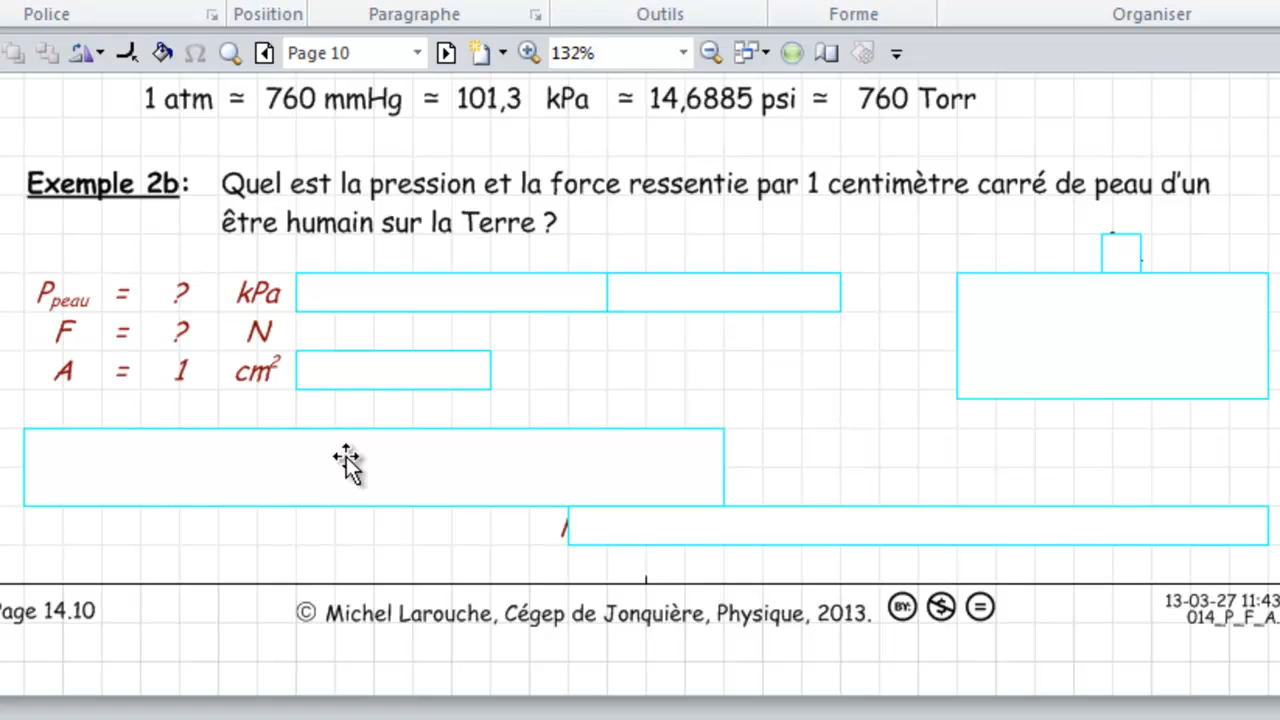 Police Posiition Paragraphe Outils Forme Organiser
Page 10 132%
1 atm = 760 mmHg = 101,3 kPa = 14,6885 psi = 760 Torr
Exemple 2b: Quel est la pression et la force ressentie par 1 centimètre carré de peau d'un
être humain sur la Terre ?
Ppeau = ? kPa
F = ? N
A = 1 cm²
age 14.10 © Michel Larouche, Cégep de Jonquière, Physique, 2013. BY: $ = 13-03-27 11:43
014_P_F_A